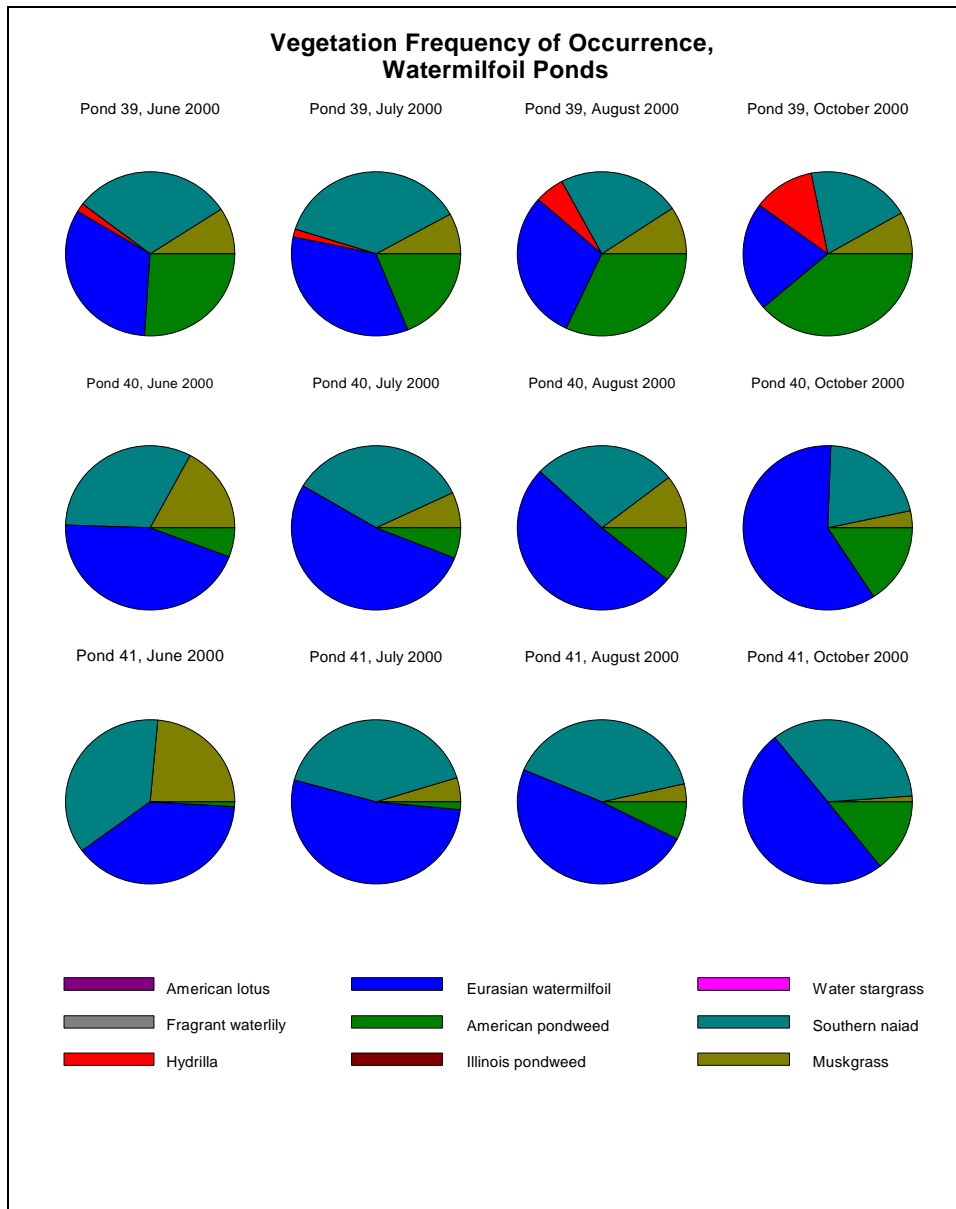 Vegetation Frequency of Occurrence,
Watermilfoil Ponds
Pond 39, June 2000
Pond 39, July 2000
Pond 39, August 2000
Pond 39, October 2000
Pond 40, June 2000
Pond 40, July 2000
Pond 40, August 2000
Pond 40, October 2000
Pond 41, June 2000
Pond 41, July 2000
Pond 41, August 2000
Pond 41, October 2000
American lotus
Eurasian watermilfoil
Water stargrass
Fragrant waterlily
American pondweed
Southern naiad
Hydrilla
Illinois pondweed
Muskgrass